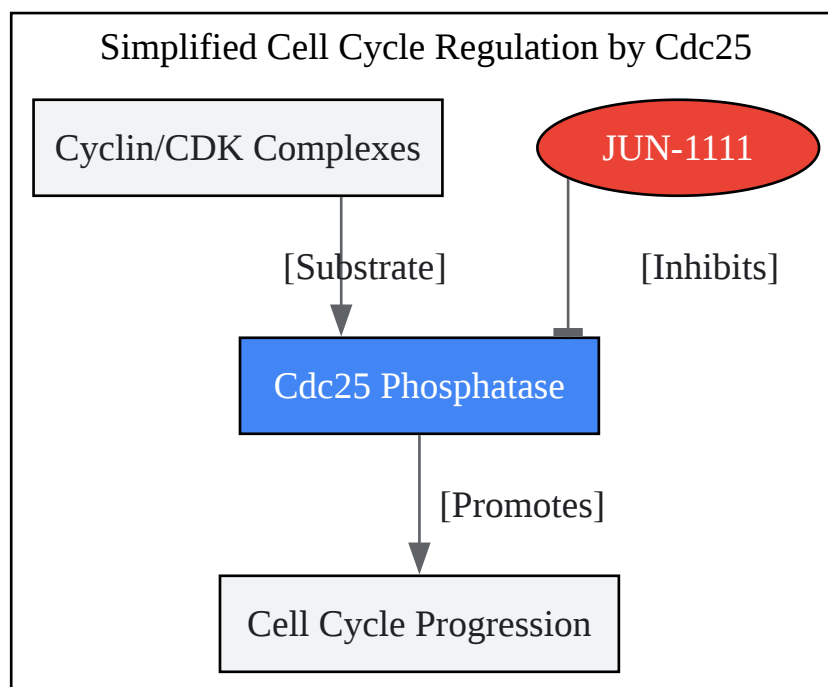 Simplified Cell Cycle Regulation by Cdc25
Cyclin/CDK Complexes
JUN-1111
[Substrate]
[Inhibits]
Cdc25 Phosphatase
[Promotes]
Cell Cycle Progression